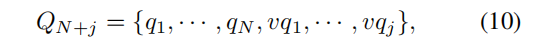 Q_{N+j} = {q_1, ··· , q_N, vq_1, ··· , vq_j}, (10)